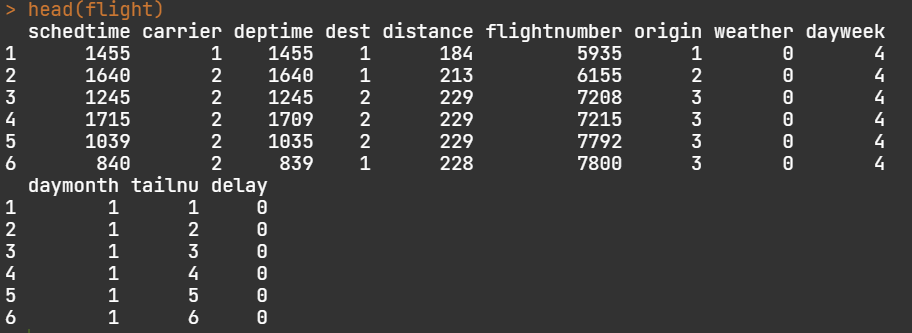 > head(flight)
  schedtime carrier deptime dest distance flightnumber origin weather dayweek
1      1455       1    1455    1      184         5935      1       0       4
2      1640       2    1640    1      213         6155      2       0       4
3      1245       2    1245    2      229         7208      3       0       4
4      1715       2    1709    2      229         7215      3       0       4
5      1039       2    1035    2      229         7792      3       0       4
6       840       2     839    1      228         7800      3       0       4
  daymonth tailnu delay
1        1      1     0
2        1      2     0
3        1      3     0
4        1      4     0
5        1      5     0
6        1      6     0